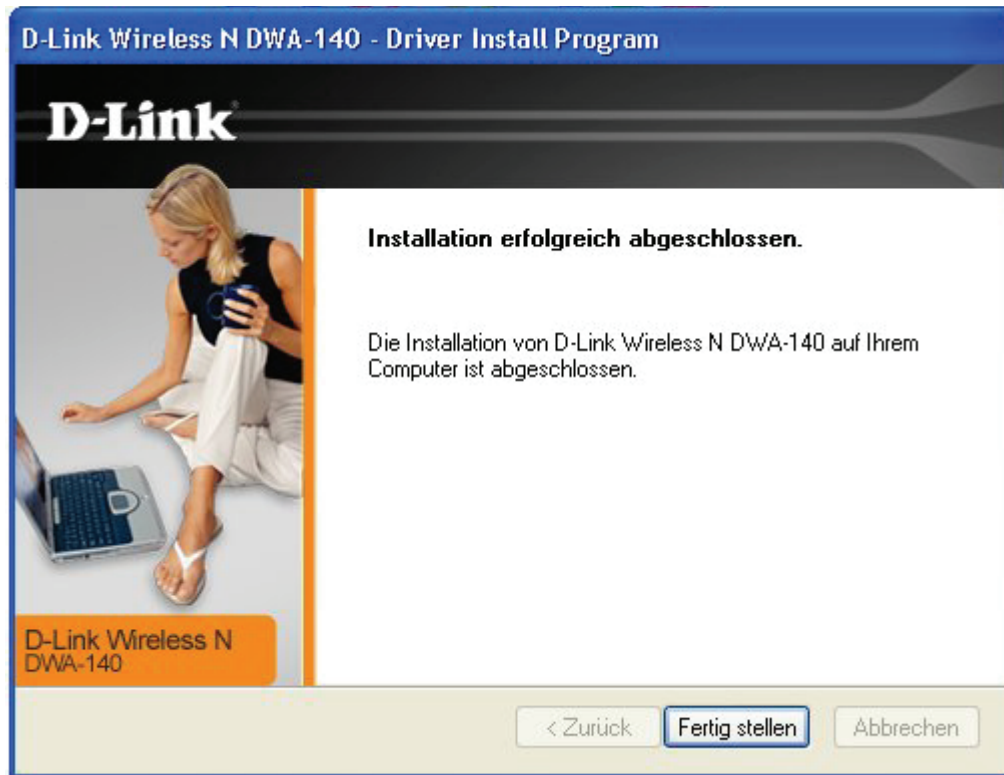 D-Link Wireless N DWA-140 - Driver Install Program
D-Link
Installation erfolgreich abgeschlossen.
Die Installation von D-Link Wireless N DWA-140 auf Ihrem
Computer ist abgeschlossen.
D-Link Wireless N
DWA-140
< Zurück
Fertig stellen
Abbrechen